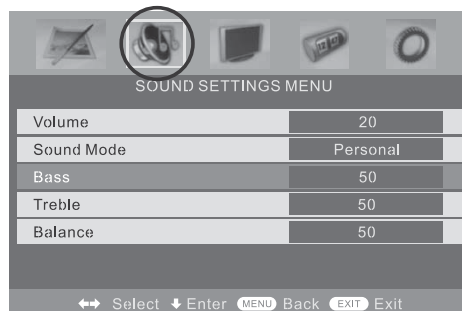 SOUND SETTINGS MENU
Volume 20
Sound Mode Personal
Bass 50
Treble 50
Balance 50
Select Enter MENU Back EXIT Exit